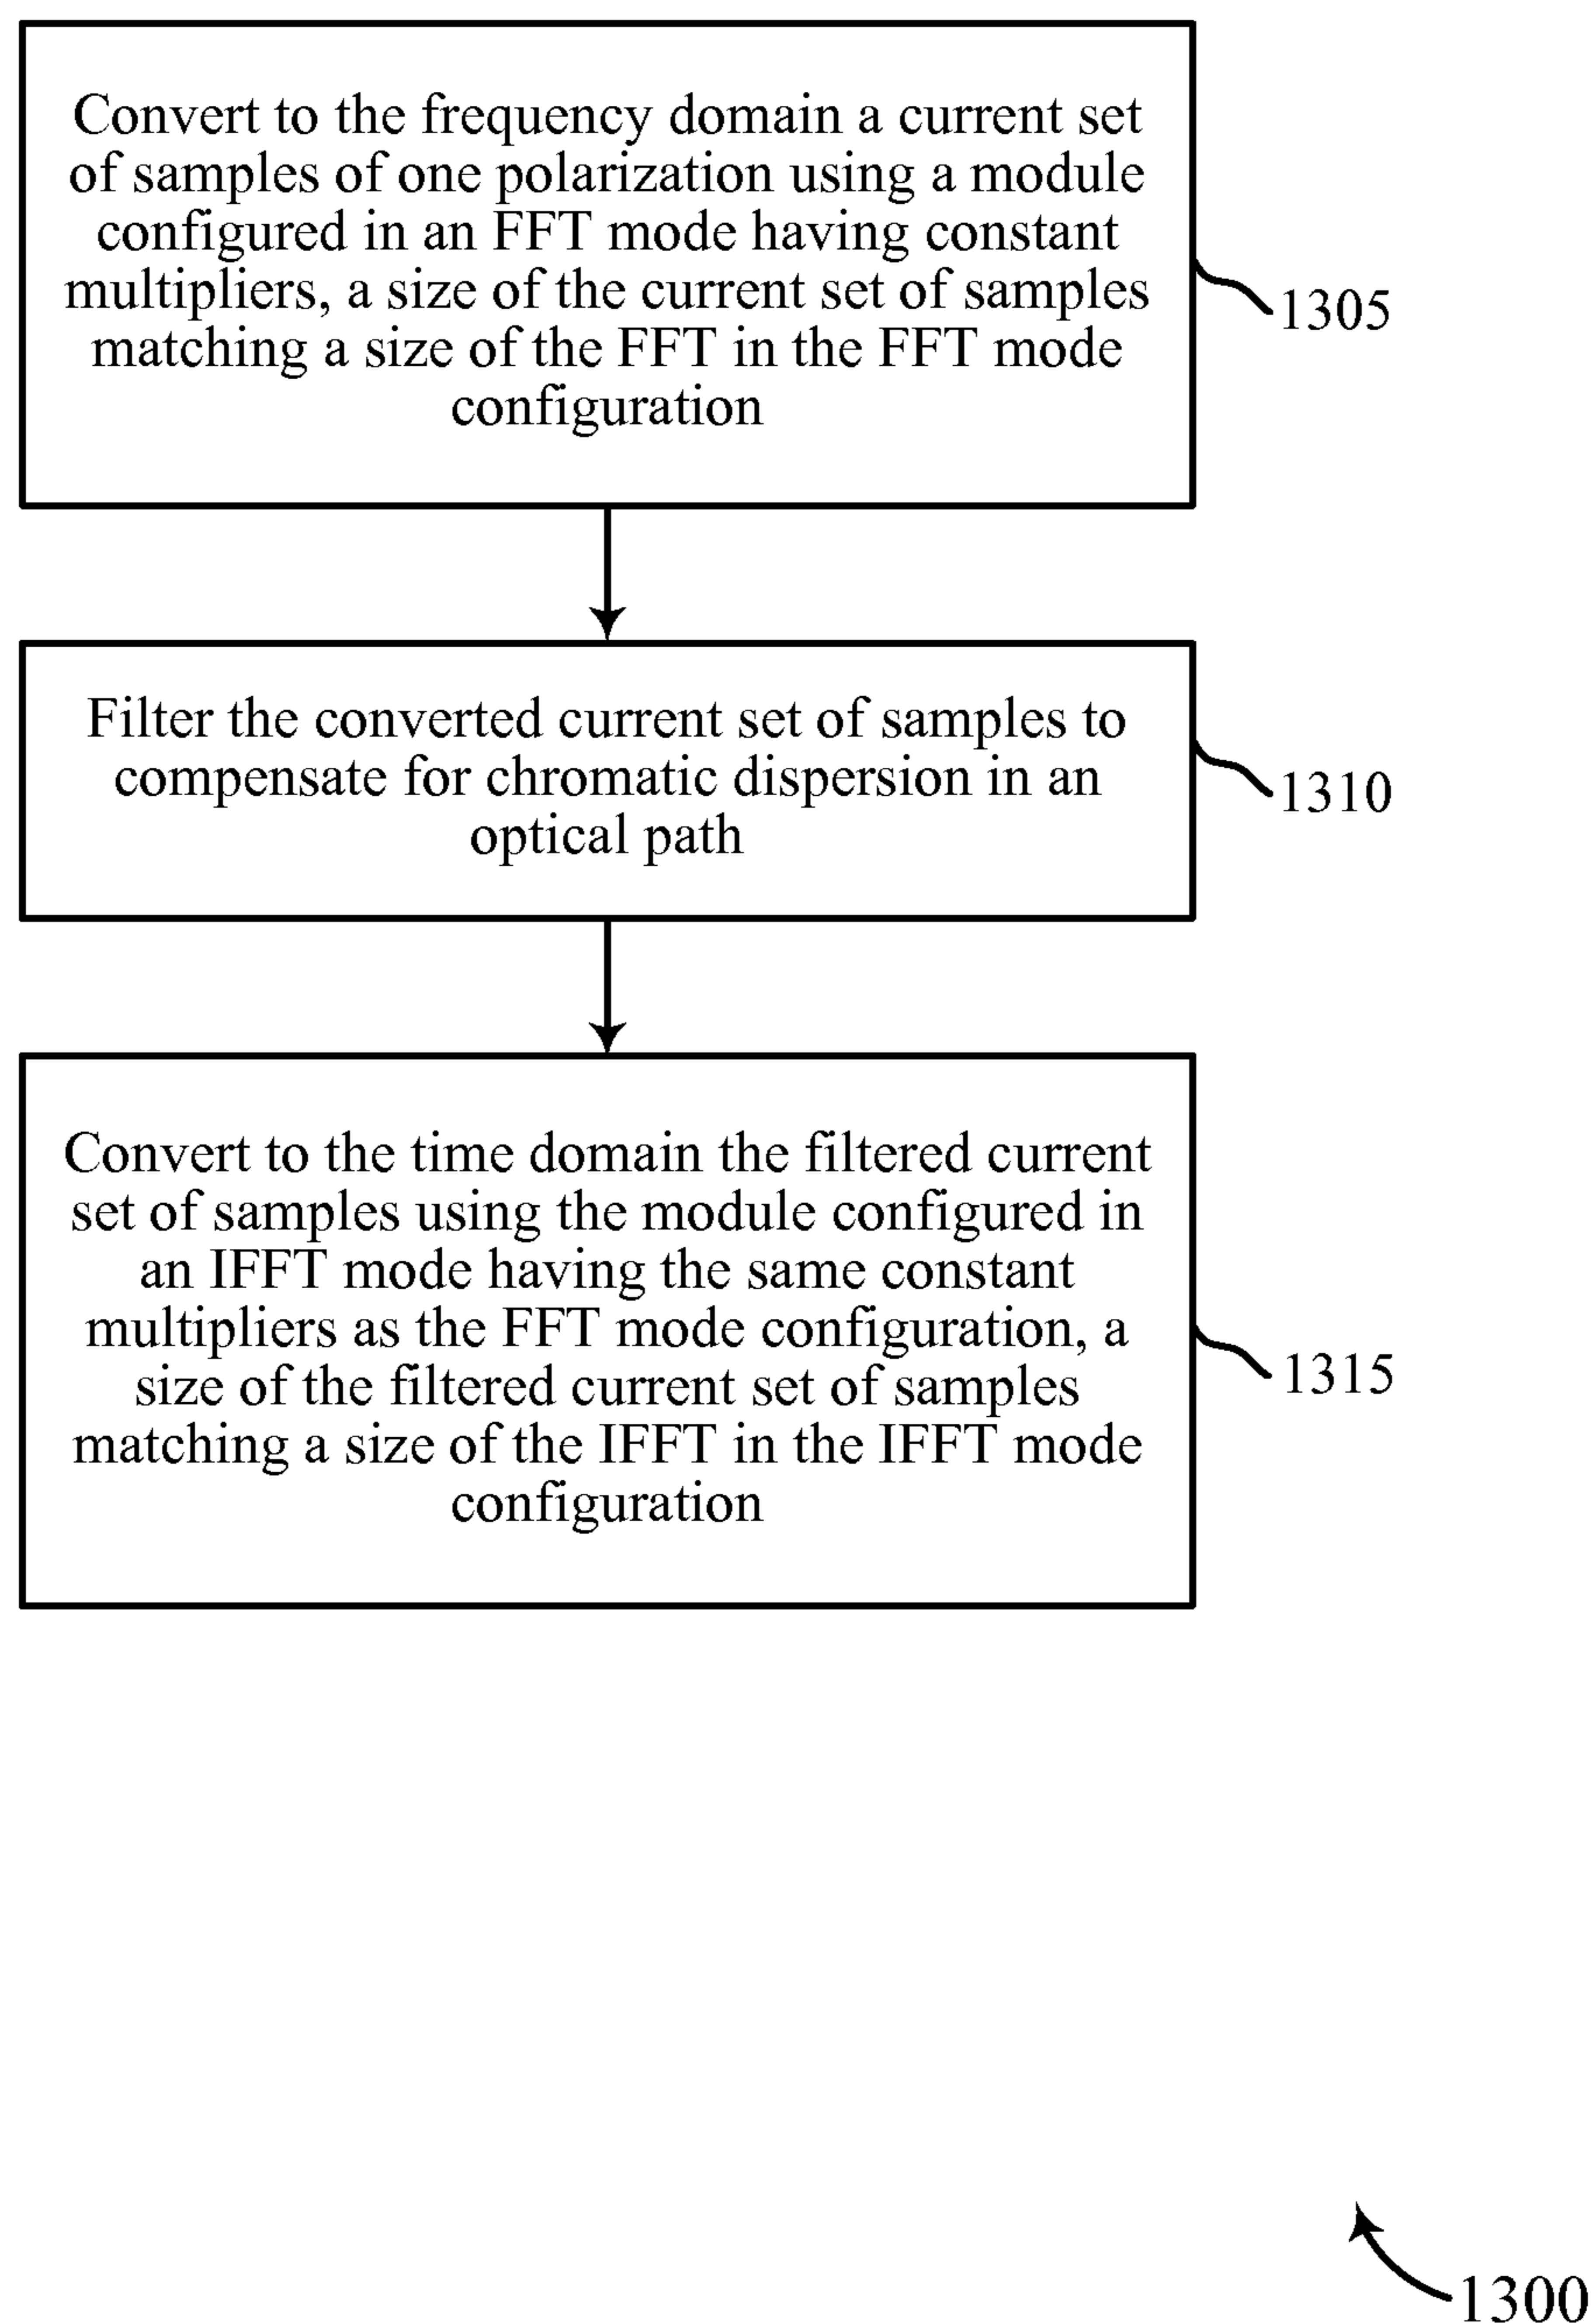 Convert to the frequency domain a current set
of samples of one polarization using a module
configured in an FFT mode having constant
multipliers, a size of the current set of samples
matching a size of the FFT in the FFT mode
configuration
1305
Filter the converted current set of samples to
compensate for chromatic dispersion in an
optical path
1310
Convert to the time domain the filtered current
set of samples using the module configured in
an IFFT mode having the same constant
multipliers as the FFT mode configuration, a
size of the filtered current set of samples
matching a size of the IFFT in the IFFT mode
configuration
1315
1300